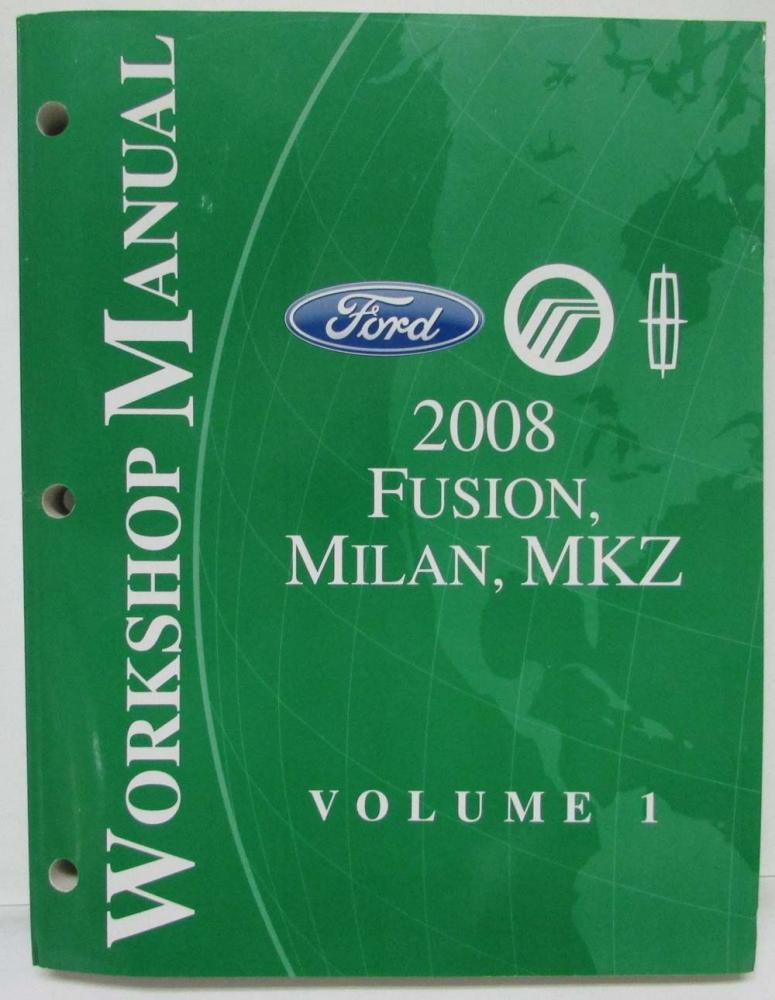 WORKSHOP MANUAL
Ford
2008
FUSION,
MILAN, MKZ
VOLUME 1